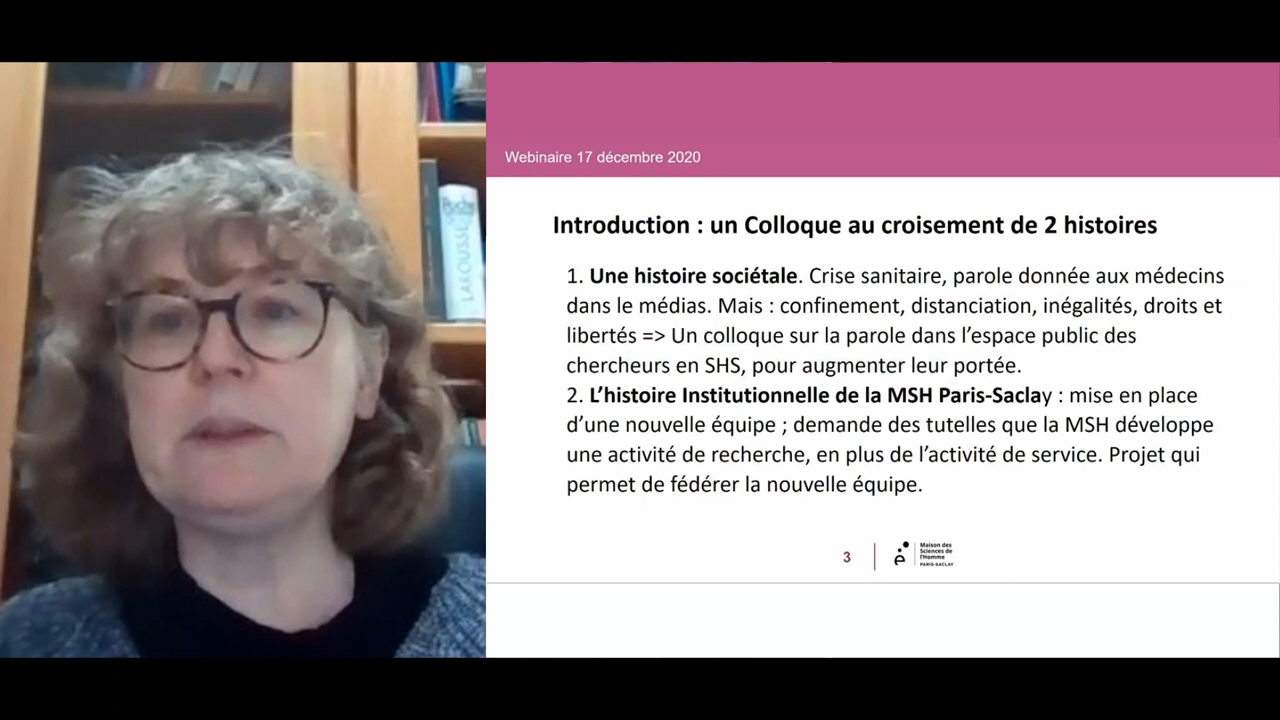 Webinaire 17 décembre 2020
Introduction : un Colloque au croisement de 2 histoires
1. Une histoire sociétale. Crise sanitaire, parole donnée aux médecins
dans le médias. Mais : confinement, distanciation, inégalités, droits et
libertés => Un colloque sur la parole dans l’espace public des
chercheurs en SHS, pour augmenter leur portée.
2. L’histoire Institutionnelle de la MSH Paris-Saclay : mise en place
d’une nouvelle équipe ; demande des tutelles que la MSH développe
une activité de recherche, en plus de l’activité de service. Projet qui
permet de fédérer la nouvelle équipe.
3
Maison des
Sciences de
l'Homme
PARIS-SACLAY
LAROUSSE